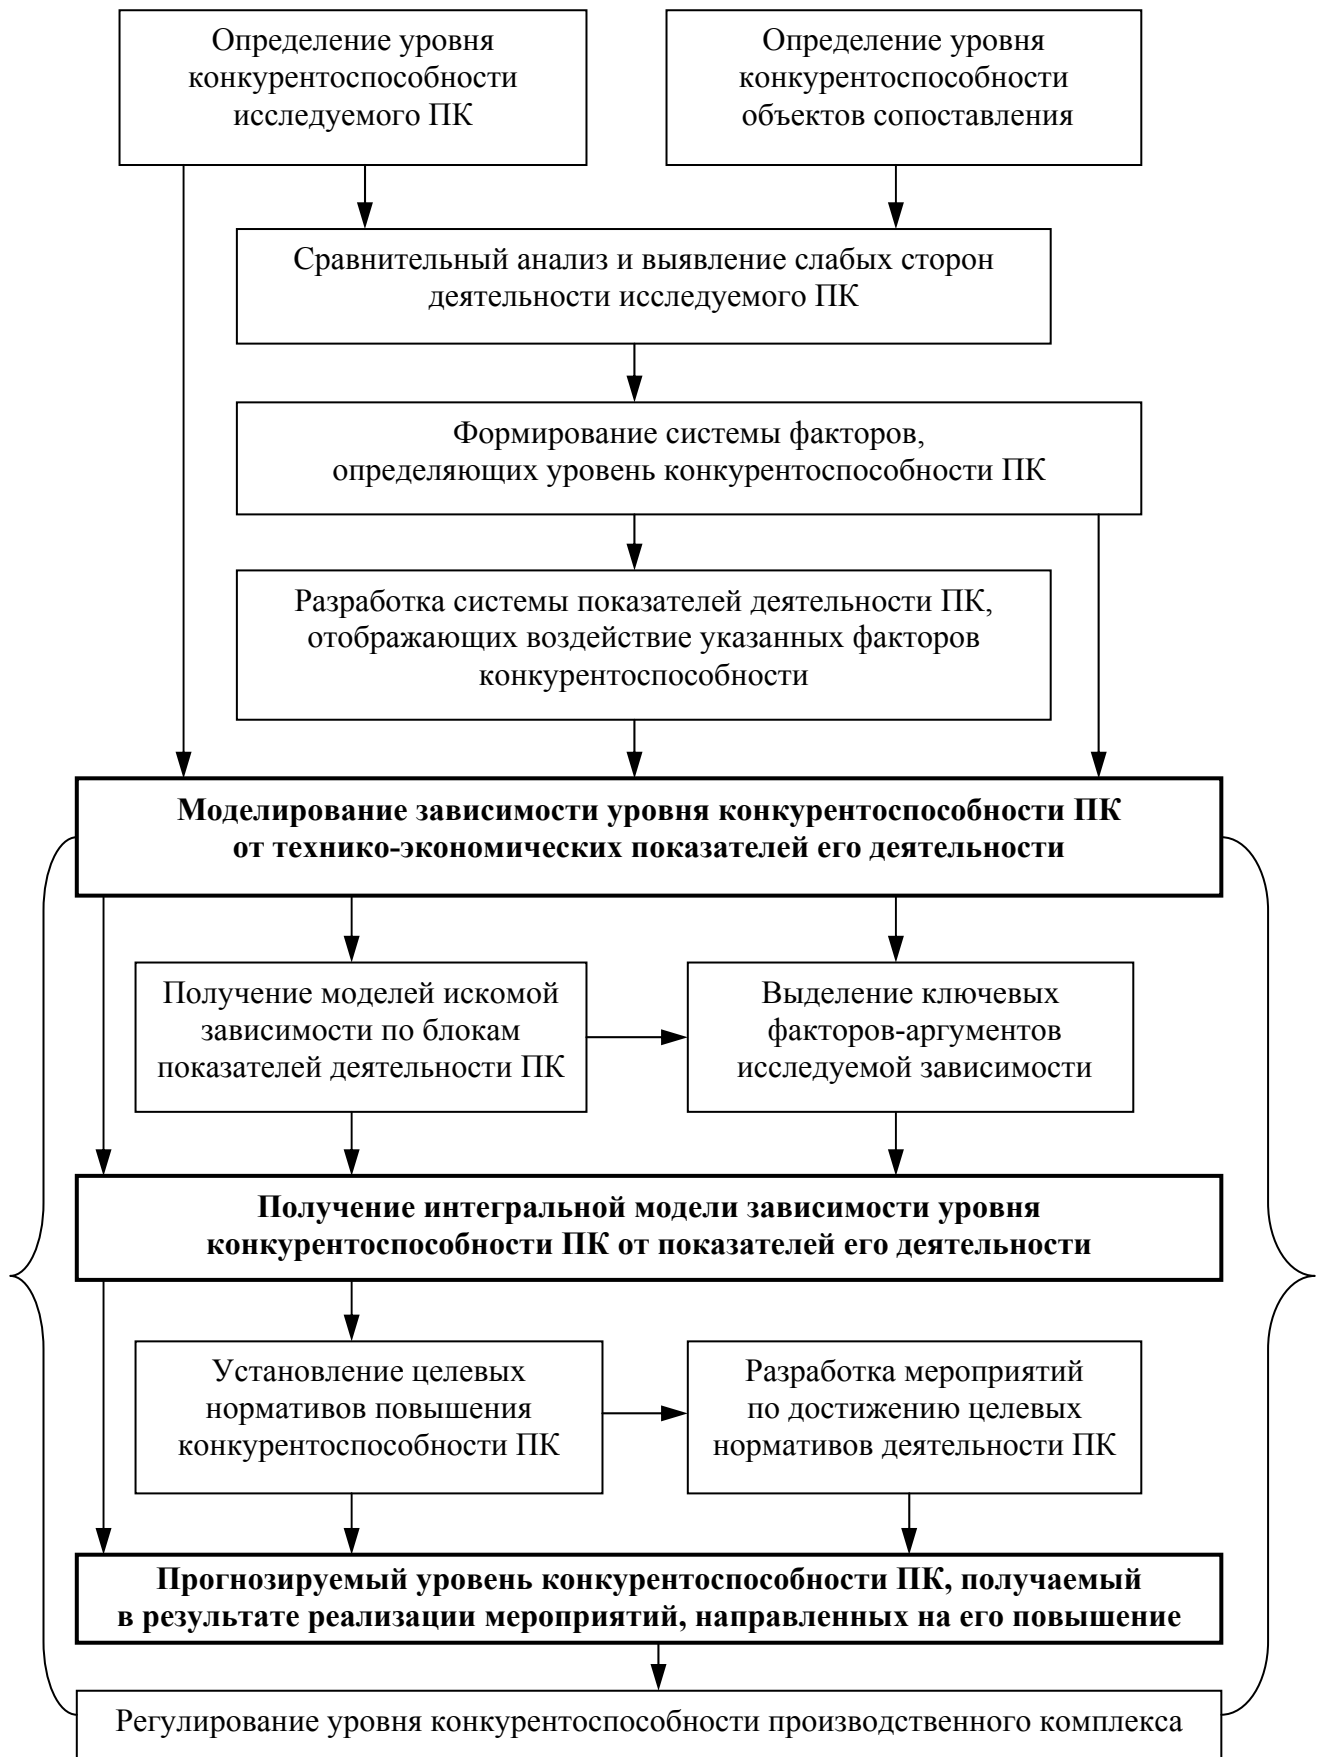 Определение уровня
конкурентоспособности
исследуемого ПК
Определение уровня
конкурентоспособности
объектов сопоставления
Сравнительный анализ и выявление слабых сторон
деятельности исследуемого ПК
Формирование системы факторов,
определяющих уровень конкурентоспособности ПК
Разработка системы показателей деятельности ПК,
отображающих воздействие указанных факторов
конкурентоспособности
Моделирование зависимости уровня конкурентоспособности ПК
от технико-экономических показателей его деятельности
Получение моделей искомой
зависимости по блокам
показателей деятельности ПК
Выделение ключевых
факторов-аргументов
исследуемой зависимости
Получение интегральной модели зависимости уровня
конкурентоспособности ПК от показателей его деятельности
Установление целевых
нормативов повышения
конкурентоспособности ПК
Разработка мероприятий
по достижению целевых
нормативов деятельности ПК
Прогнозируемый уровень конкурентоспособности ПК, получаемый
в результате реализации мероприятий, направленных на его повышение
Регулирование уровня конкурентоспособности производственного комплекса